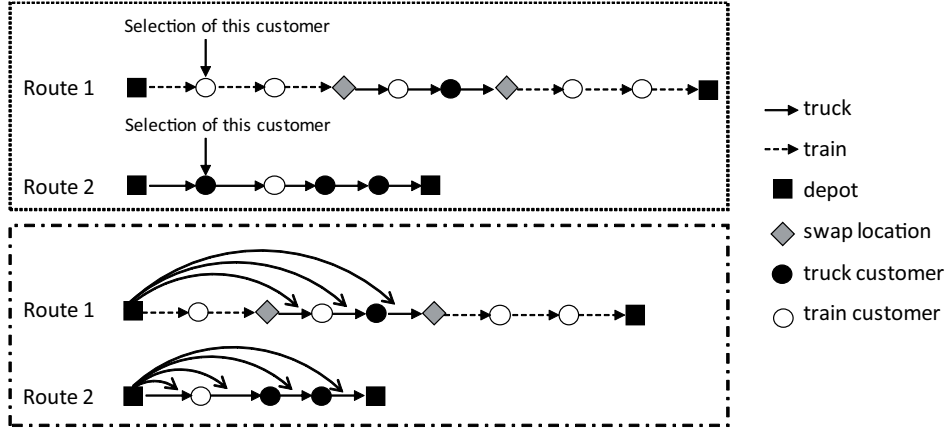 Selection of this customer
Route 1
Selection of this customer
Route 2
Route 1
Route 2
truck
train
depot
swap location
truck customer
train customer